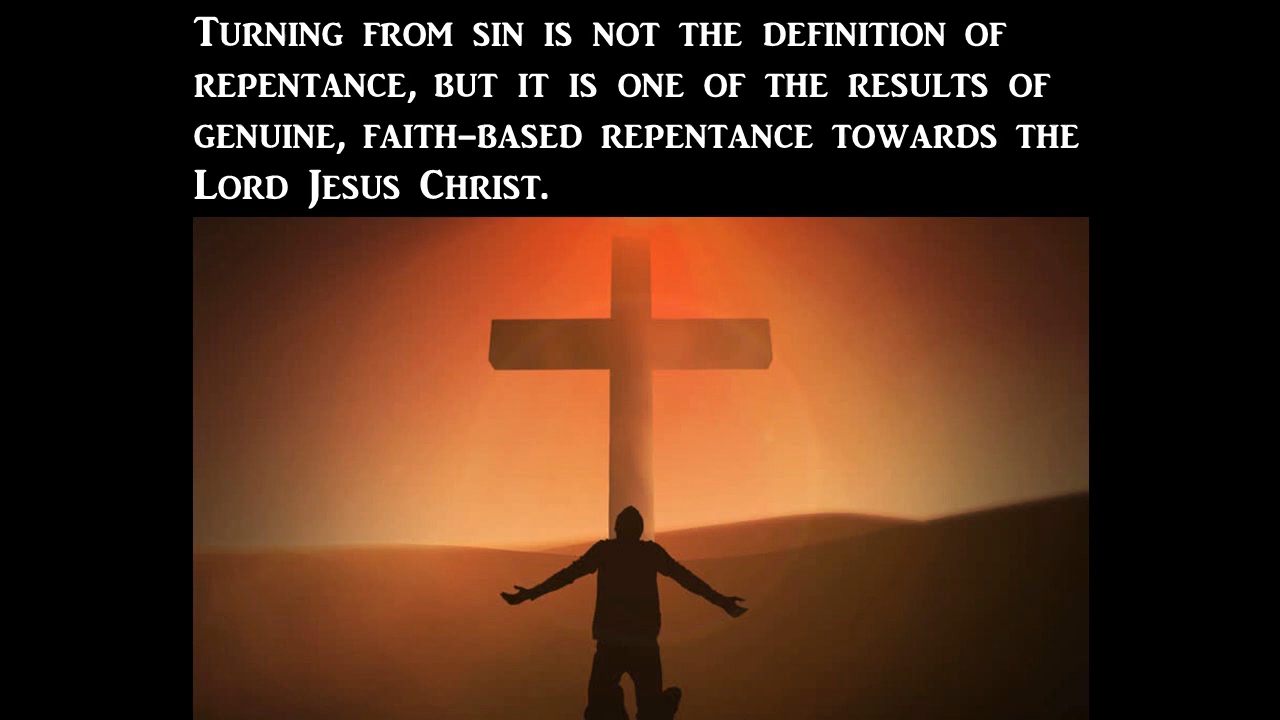 Turning from sin is not the definition of
repentance, but it is one of the results of
genuine, faith-based repentance towards the
Lord Jesus Christ.